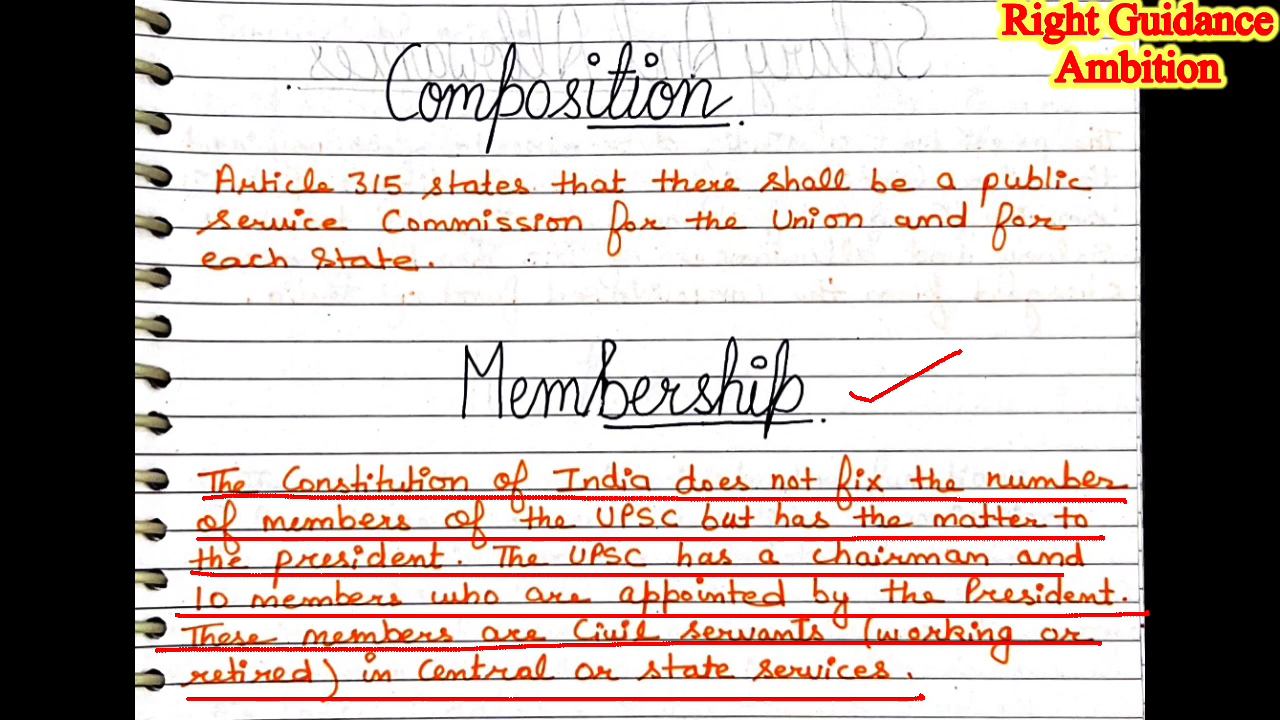 Right Guidance
Ambition
Composition.
Article 315 states that there shall be a public
service Commission for the Union and for
each state.
Membership.
The Constitution of India does not fix the number
of members of the UPSC but has the matter to
the president. The UPSC has a chairman and
10 members who are appointed by the President.
These members are Civil servants (working or
retired) in central or state services.